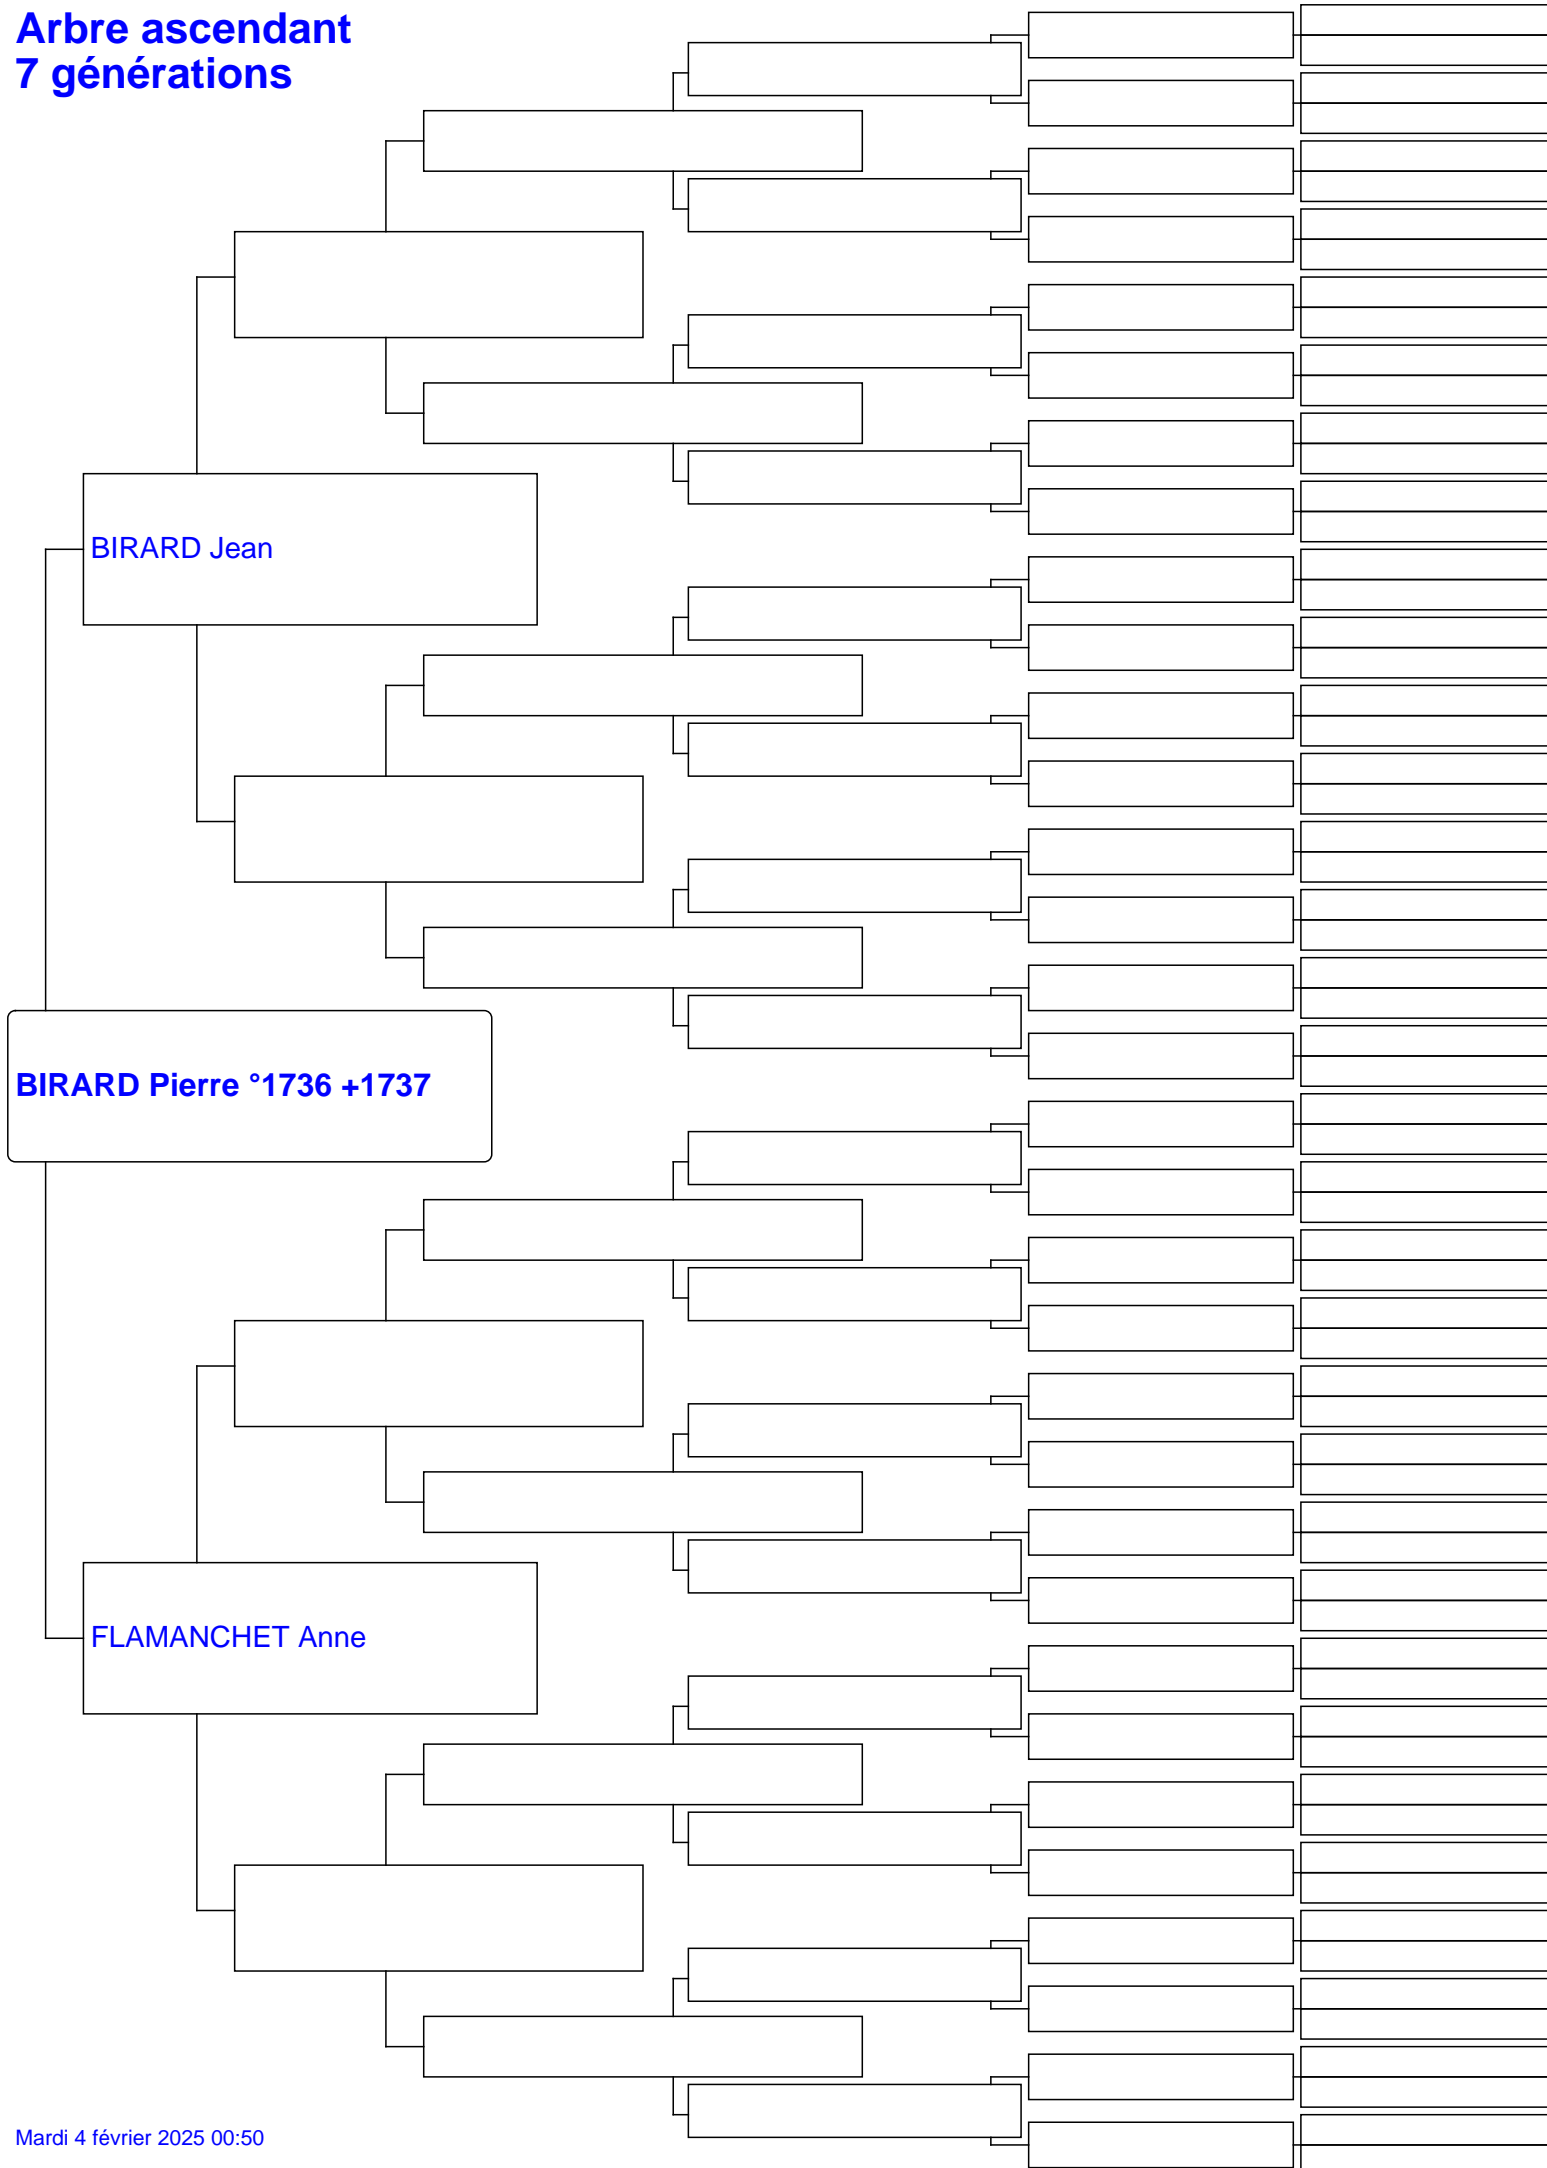 Arbre ascendant
7 générations
BIRARD Jean
BIRARD Pierre °1736 +1737
FLAMANCHET Anne
Mardi 4 février 2025 00:50